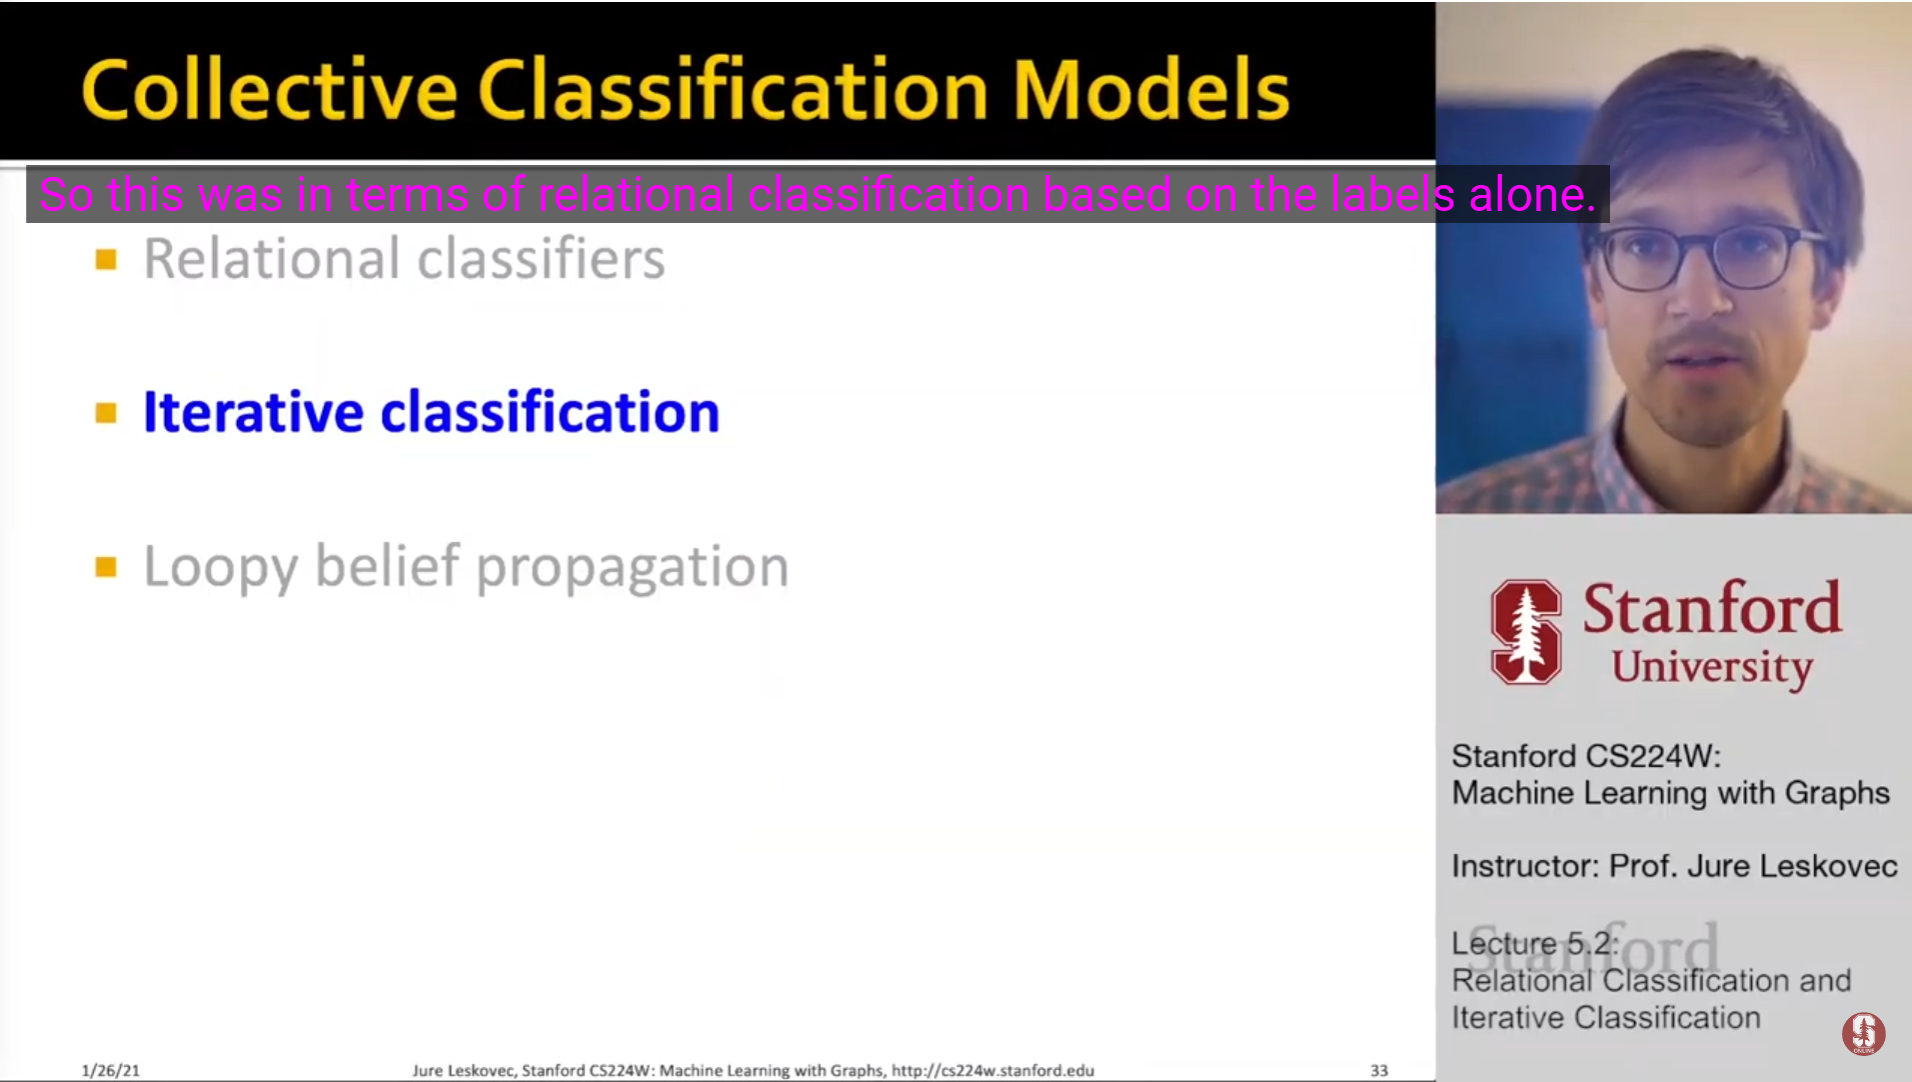 Collective Classification Models
So this was in terms of relational classification based on the labels alone.
Relational classifiers
Iterative classification
Loopy belief propagation
1/26/21
Jure Leskovec, Stanford CS224W: Machine Learning with Graphs, http://cs224w.stanford.edu
33
Stanford
University
Stanford CS224W:
Machine Learning with Graphs
Instructor: Prof. Jure Leskovec
Stanford
Lecture 5.2:
Relational Classification and
Iterative Classification
S
ONLINE